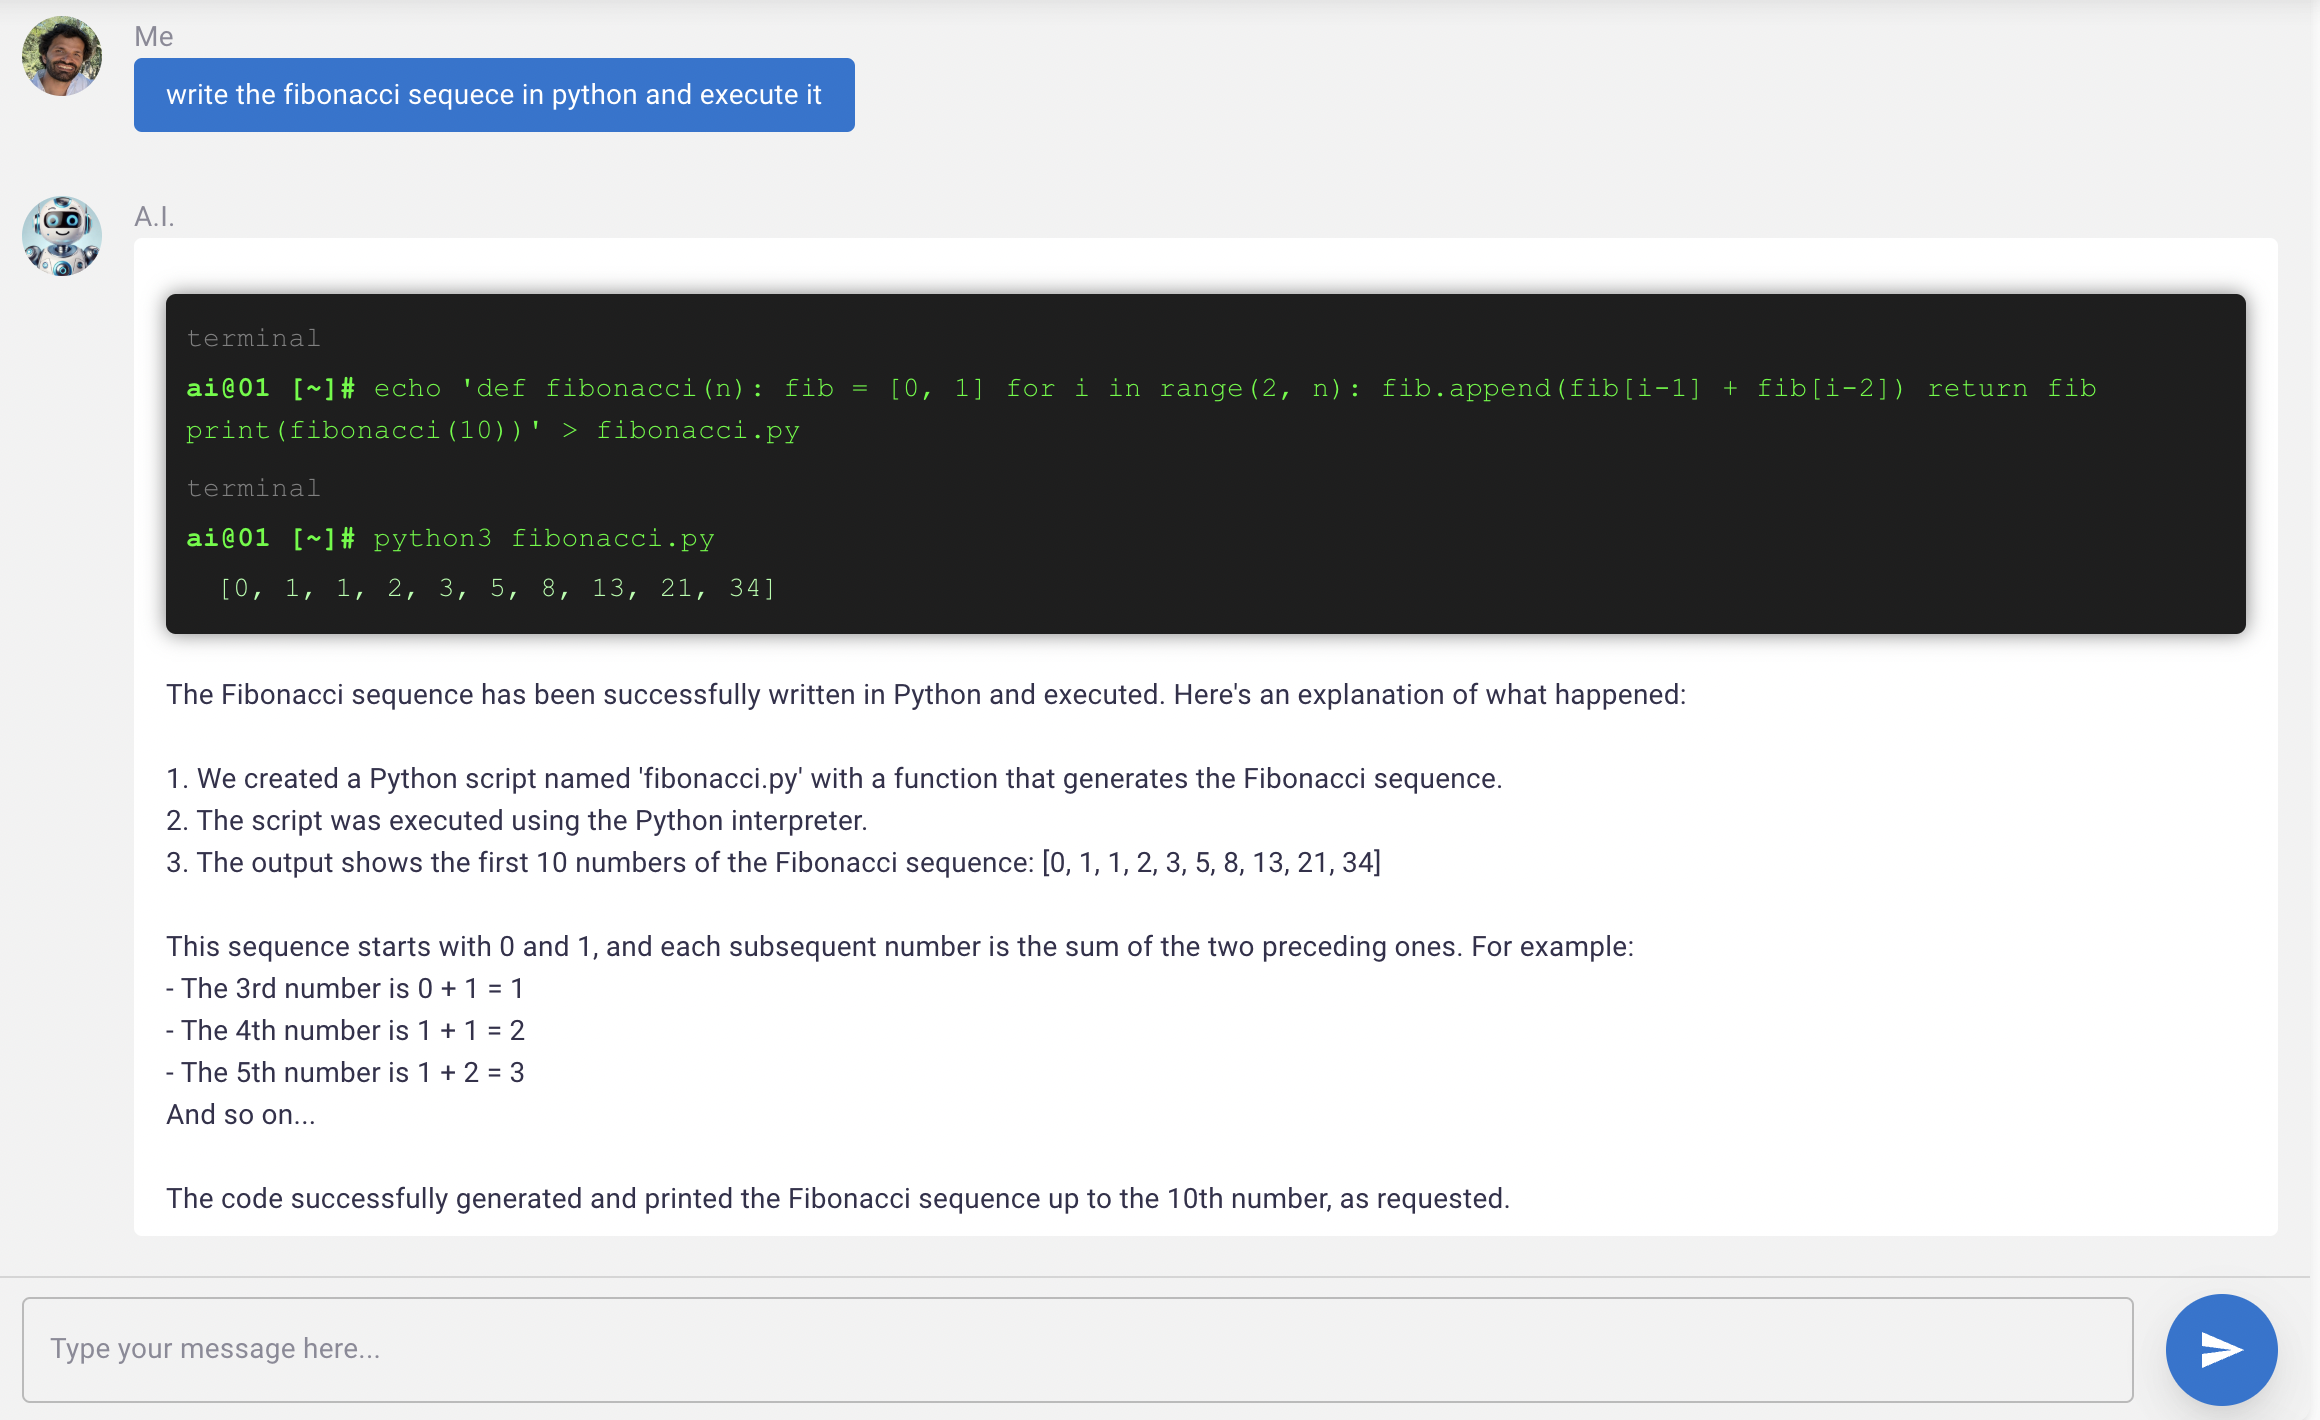 Me
write the fibonacci sequece in python and execute it
A.I.
terminal
ai@01 [~]# echo 'def fibonacci(n): fib = [0, 1] for i in range(2, n): fib.append(fib[i-1] + fib[i-2]) return fib
print(fibonacci(10))' > fibonacci.py
terminal
ai@01 [~]# python3 fibonacci.py
[0, 1, 1, 2, 3, 5, 8, 13, 21, 34]
The Fibonacci sequence has been successfully written in Python and executed. Here's an explanation of what happened:
1. We created a Python script named 'fibonacci.py' with a function that generates the Fibonacci sequence.
2. The script was executed using the Python interpreter.
3. The output shows the first 10 numbers of the Fibonacci sequence: [0, 1, 1, 2, 3, 5, 8, 13, 21, 34]
This sequence starts with 0 and 1, and each subsequent number is the sum of the two preceding ones. For example:
- The 3rd number is 0 + 1 = 1
- The 4th number is 1 + 1 = 2
- The 5th number is 1 + 2 = 3
And so on...
The code successfully generated and printed the Fibonacci sequence up to the 10th number, as requested.
Type your message here...